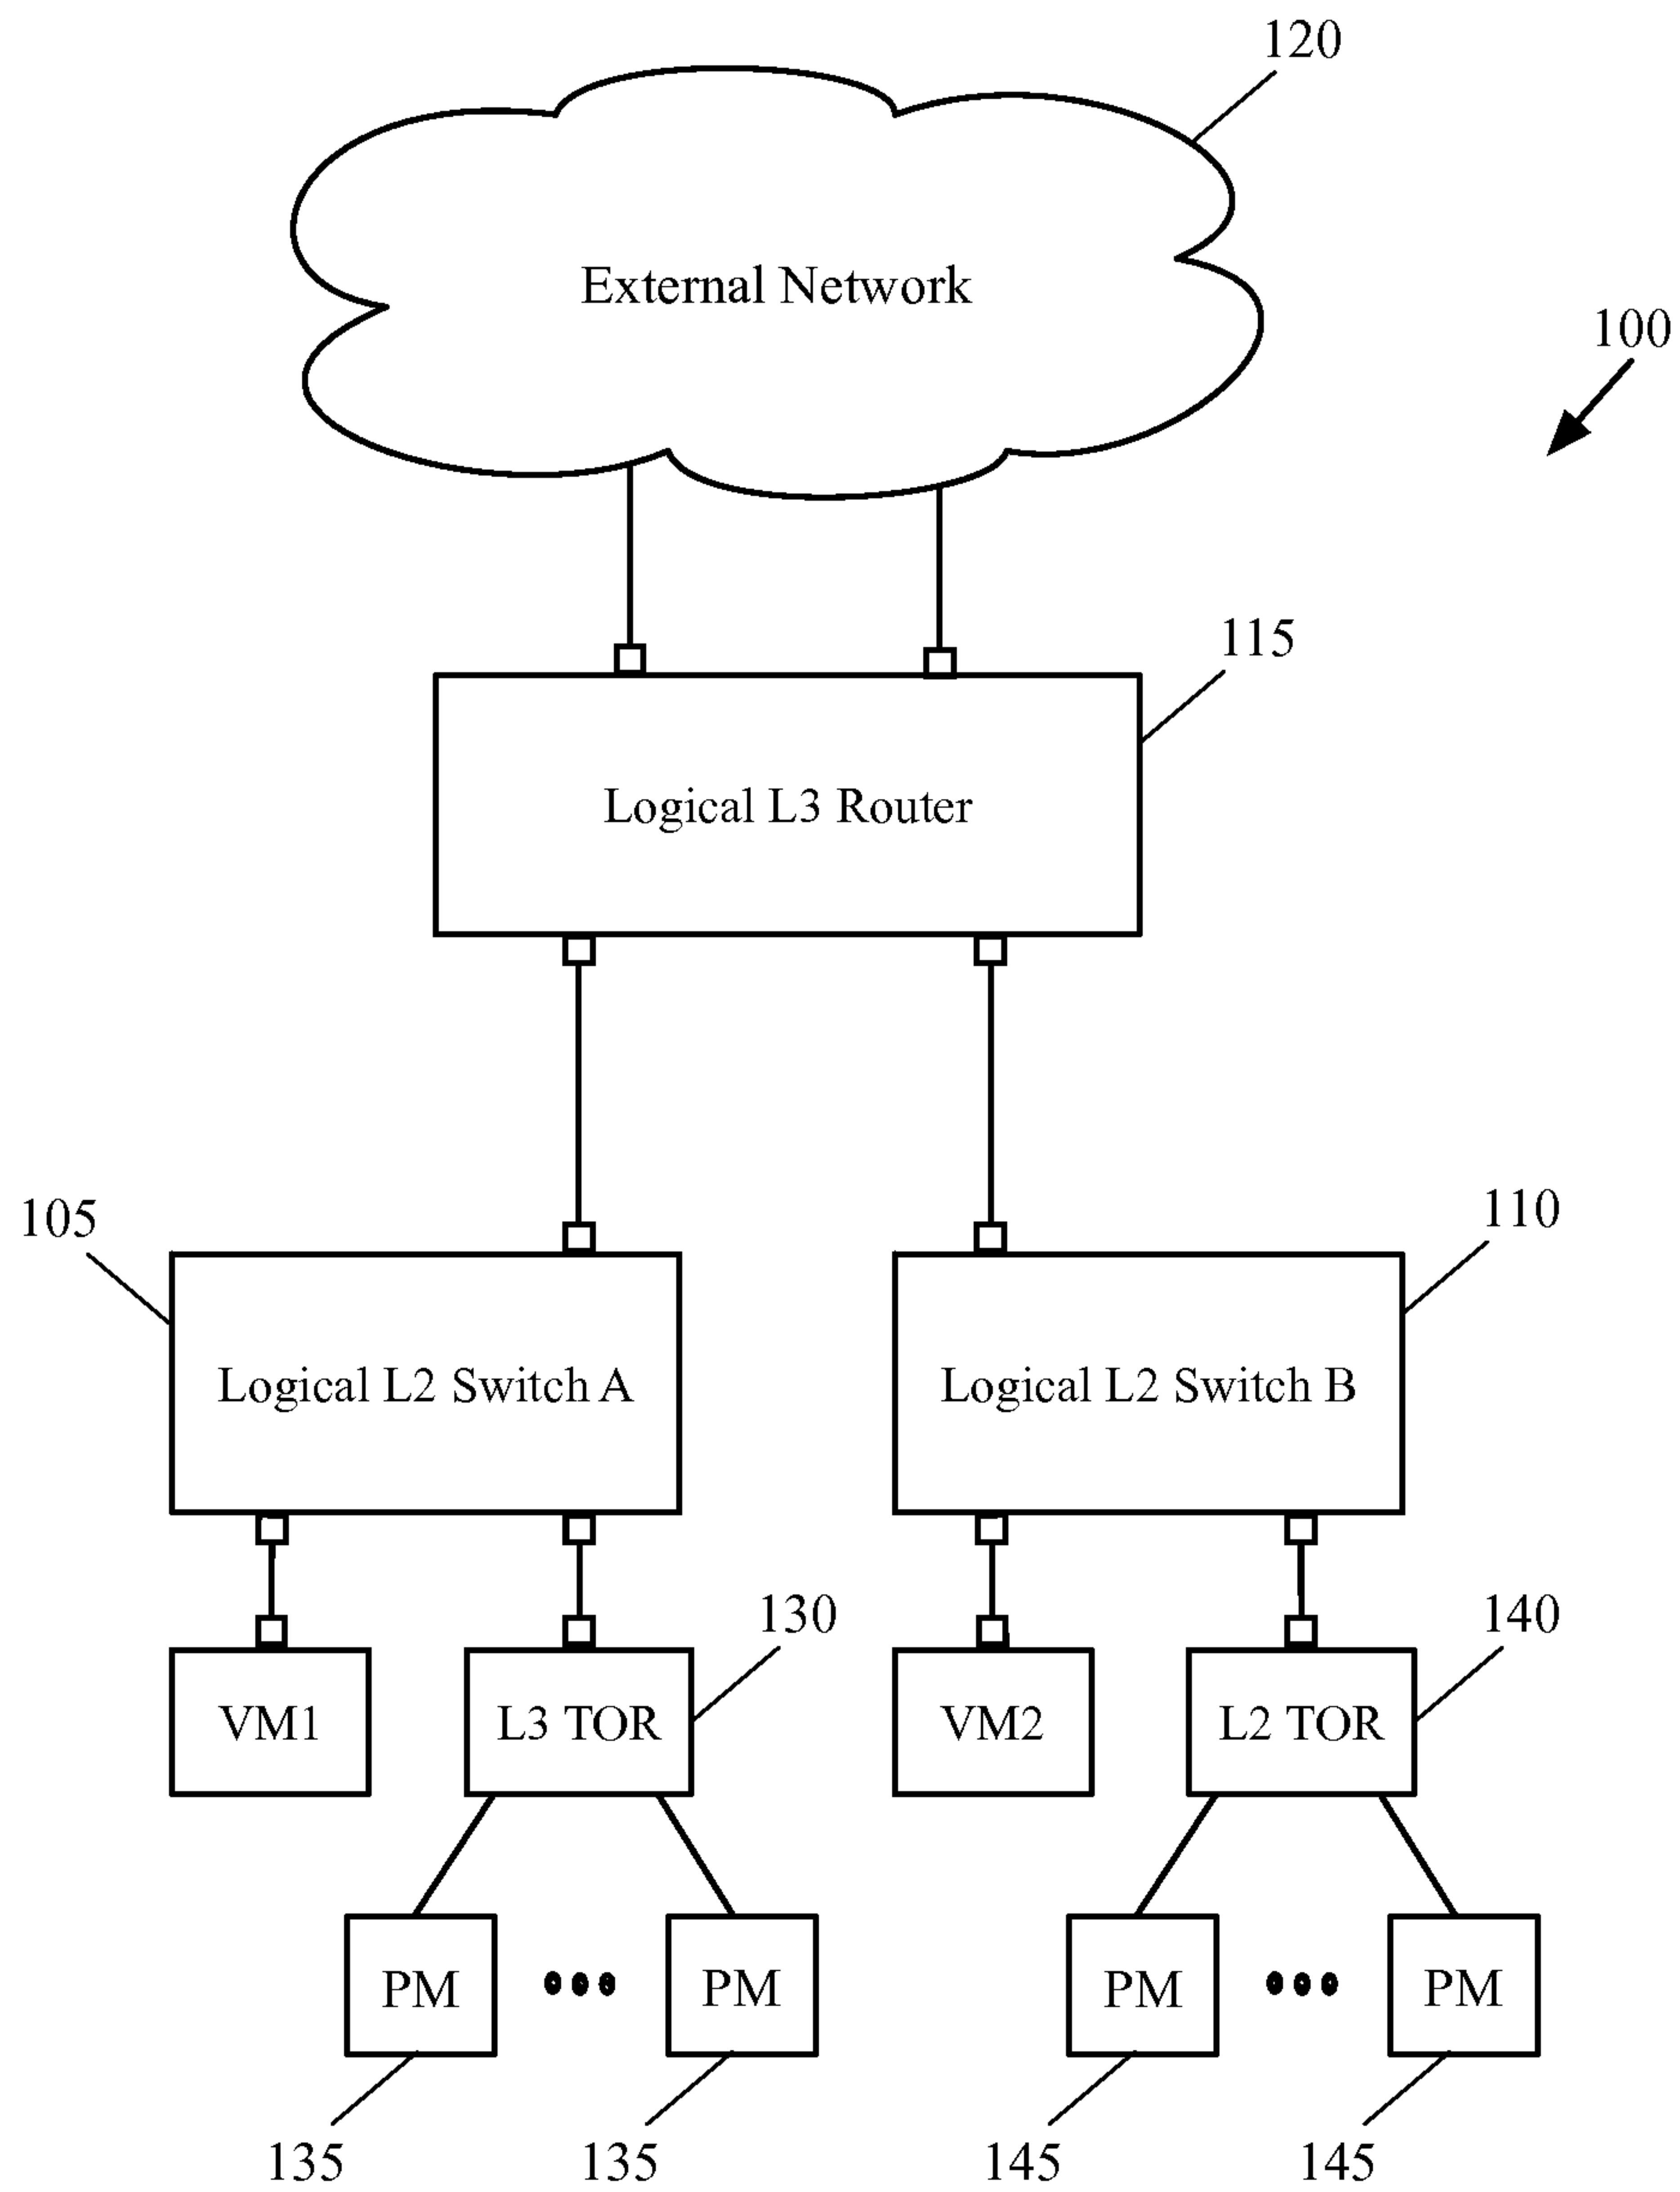 120
External Network
100
115
Logical L3 Router
105
110
Logical L2 Switch A
Logical L2 Switch B
130
140
VM1
L3 TOR
VM2
L2 TOR
PM
PM
PM
PM
135
135
145
145